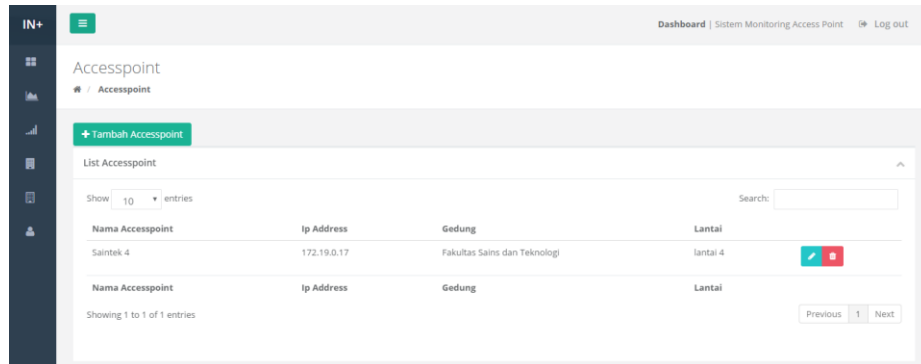 IN+
Dashboard | Sistem Monitoring Access Point Log out
Accesspoint
/ Accesspoint
+ Tambah Accesspoint
List Accesspoint
Show 10 entries Search:
Nama Accesspoint Ip Address Gedung Lantai
Saintek 4 172.19.0.17 Fakultas Sains dan Teknologi lantai 4
Nama Accesspoint Ip Address Gedung Lantai
Showing 1 to 1 of 1 entries Previous 1 Next